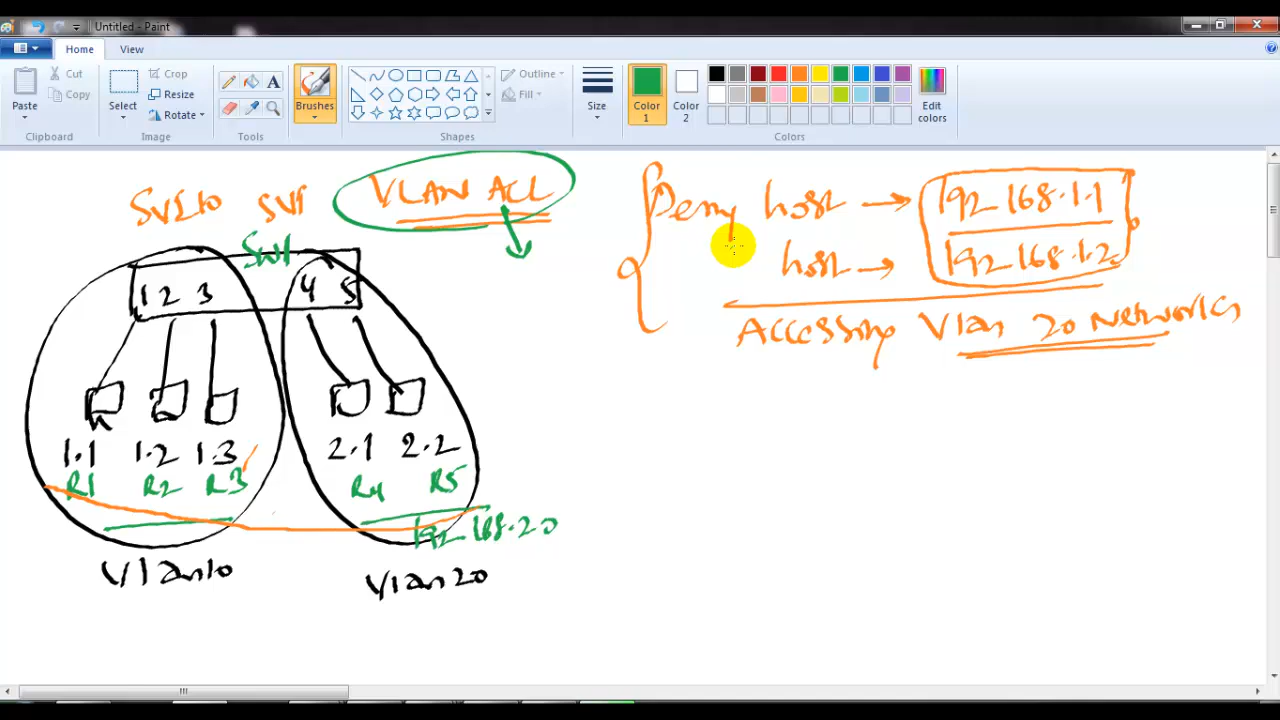 Untitled - Paint
Home
View
Paste
Cut
Copy
Clipboard
Select
Crop
Resize
Rotate
Image
A
Tools
Brushes
Outline
Fill
Shapes
Size
Color 1
Color 2
Edit colors
Colors
SVI10 SVI VLAN ACL
SW1
1 2 3 4 5
1.1 1.2 1.3 2.1 2.2
R1 R2 R3 R4 R5
192.168.2.0
Vlan10 Vlan20
Deny host → 192.168.1.1
host → 192.168.1.2
Accessing Vlan 20 Networks